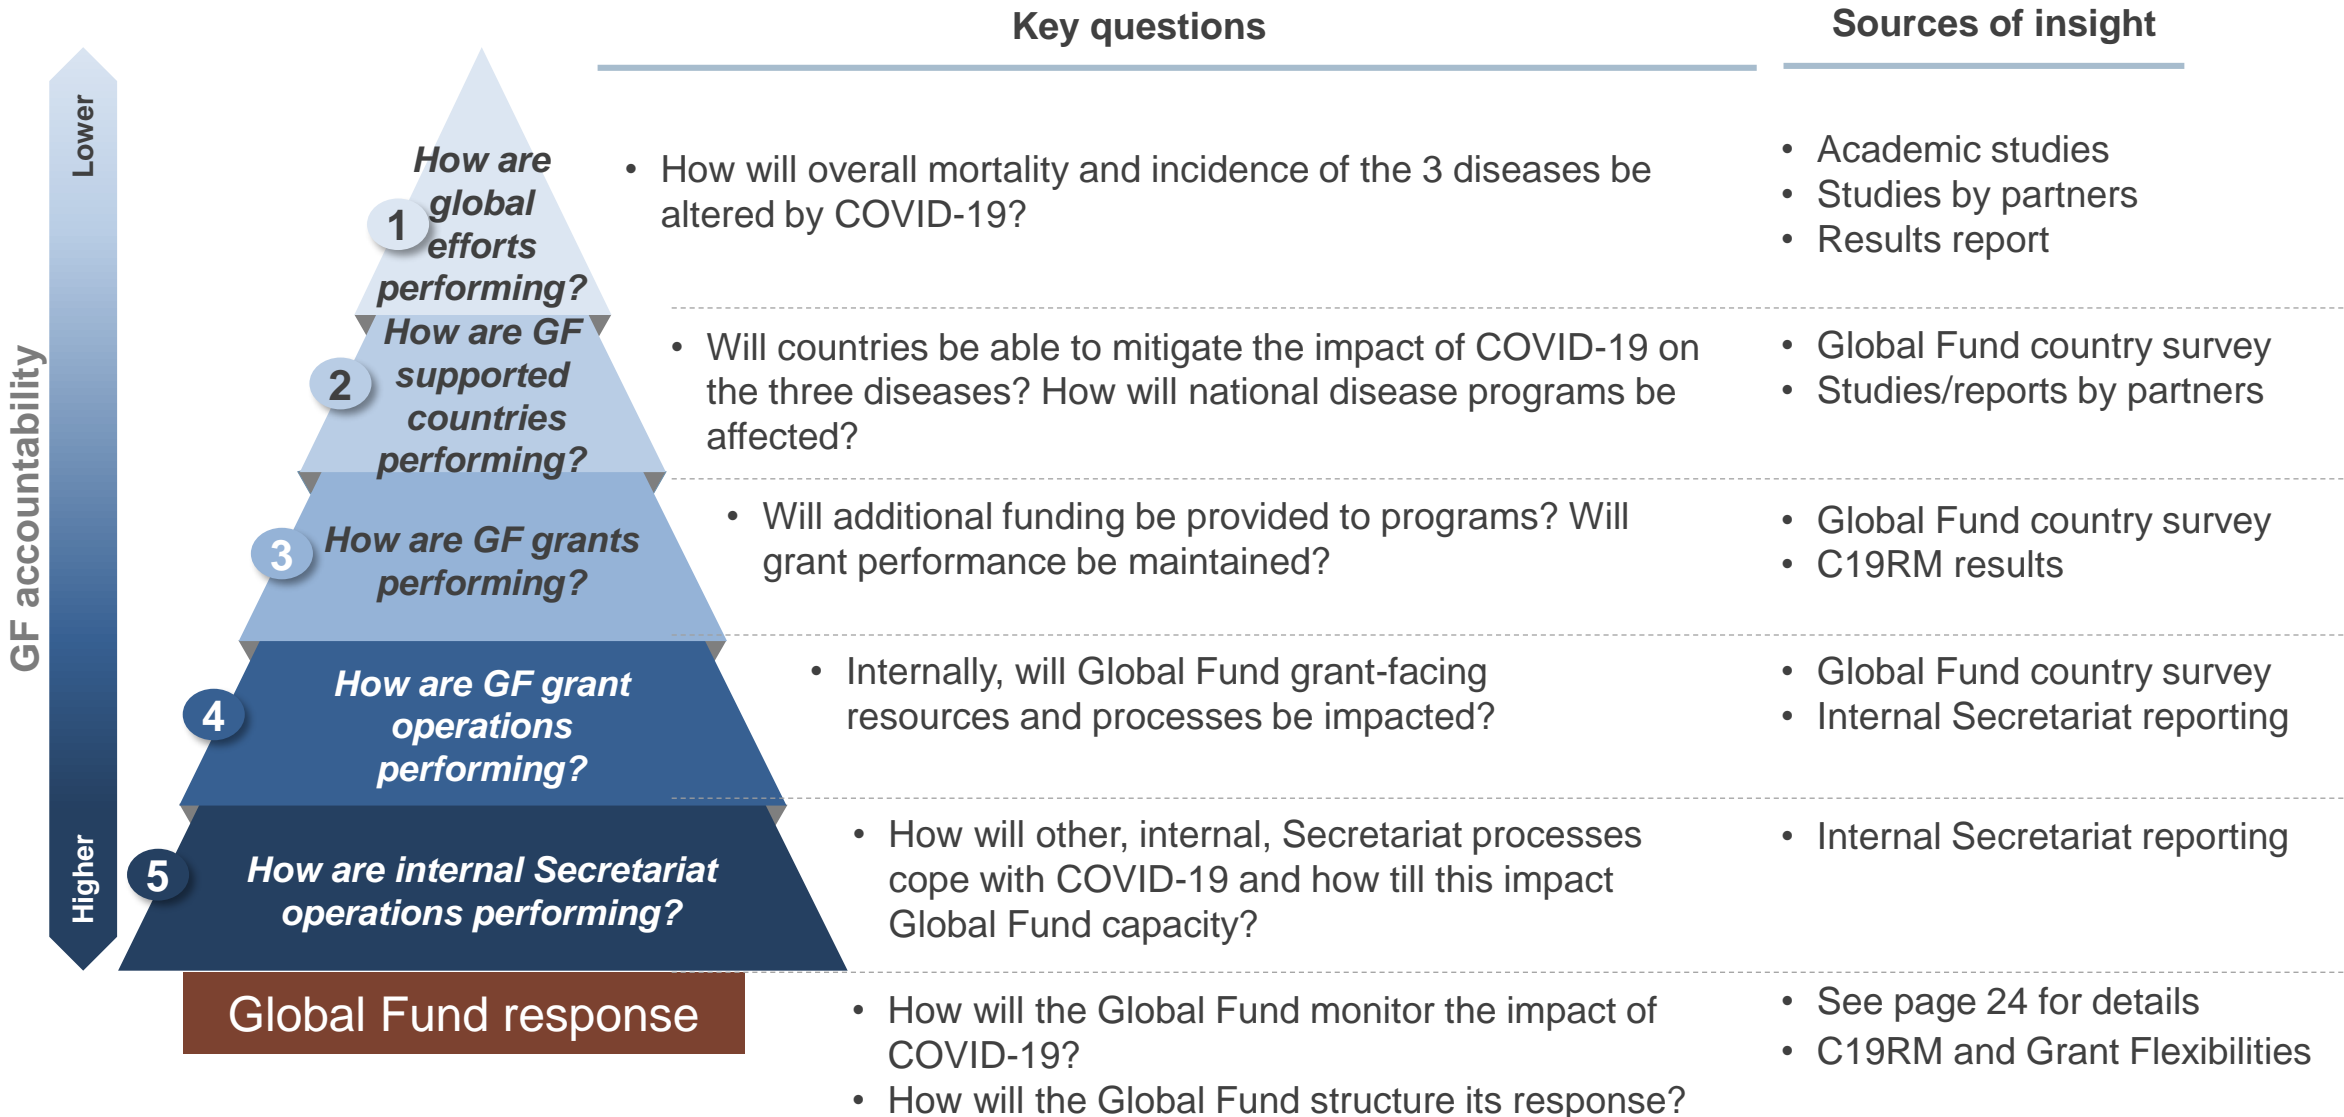 Key questions
Sources of insight
GF accountability
Lower
Higher
1
How are
global
efforts
performing?
• How will overall mortality and incidence of the 3 diseases be
altered by COVID-19?
• Academic studies
• Studies by partners
• Results report
2
How are GF
supported
countries
performing?
• Will countries be able to mitigate the impact of COVID-19 on
the three diseases? How will national disease programs be
affected?
• Global Fund country survey
• Studies/reports by partners
3
How are GF grants
performing?
• Will additional funding be provided to programs? Will
grant performance be maintained?
• Global Fund country survey
• C19RM results
4
How are GF grant
operations
performing?
• Internally, will Global Fund grant-facing
resources and processes be impacted?
• Global Fund country survey
• Internal Secretariat reporting
5
How are internal Secretariat
operations performing?
• How will other, internal, Secretariat processes
cope with COVID-19 and how till this impact
Global Fund capacity?
• Internal Secretariat reporting
Global Fund response
• How will the Global Fund monitor the impact of
COVID-19?
• How will the Global Fund structure its response?
• See page 24 for details
• C19RM and Grant Flexibilities